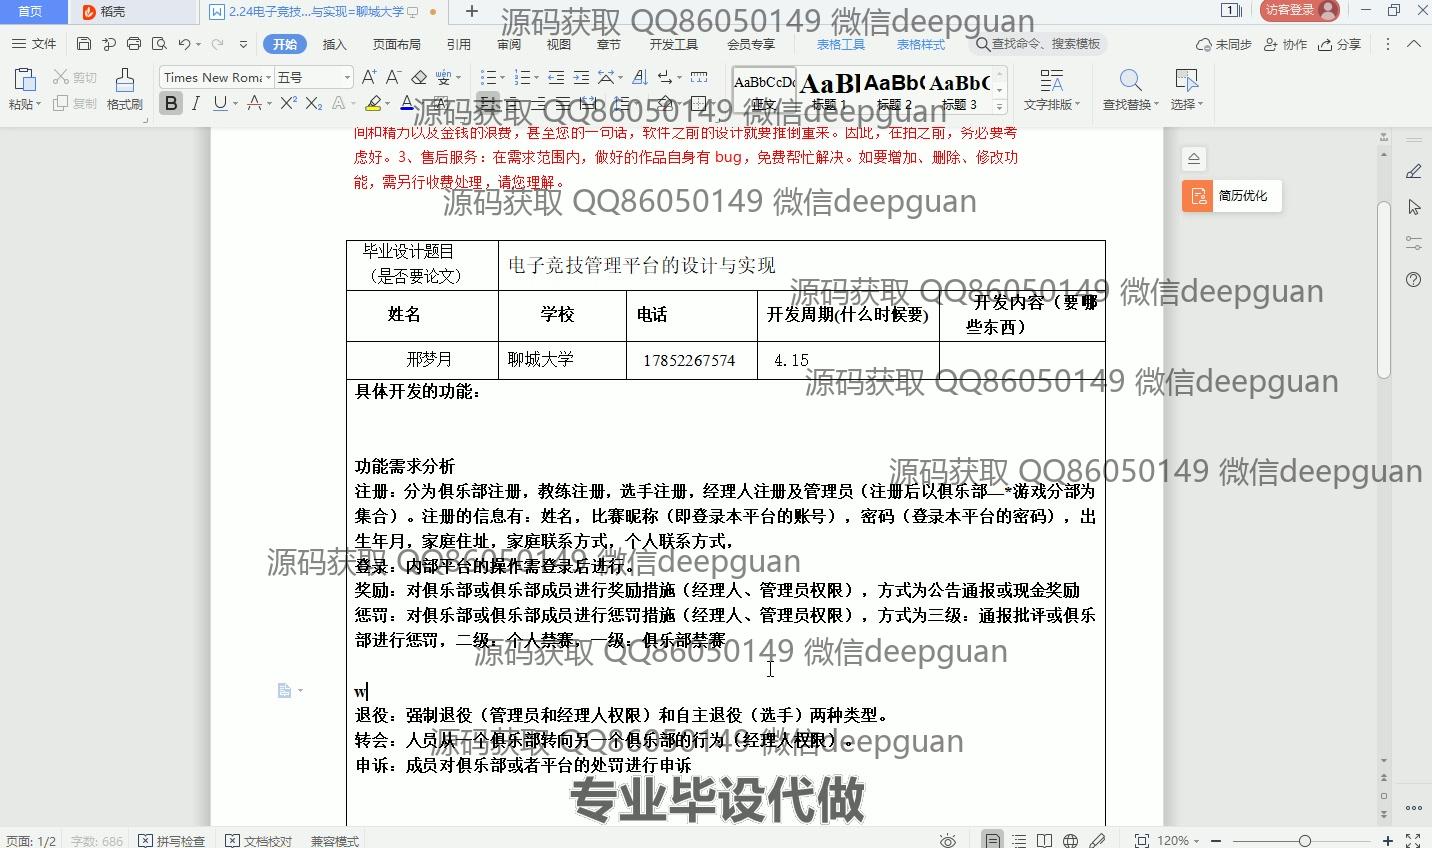 首页
稻壳
2.24电子竞技...与实现=聊城大学
1
访客登录
文件
开始
插入
页面布局
引用
审阅
视图
章节
开发工具
会员专享
表格工具
表格样式
查找命令、搜索模板
未同步
协作
分享
粘贴
剪切
复制
格式刷
Times New Roma
五号
AaBbCcDc
正文
AaBl
标题 1
AaBb(
标题 2
AaBb(
标题 3
文字排版
查找替换
选择
间和精力以及金钱的浪费，甚至您的一句话，软件之前的设计就要推倒重来。因此，在拍之前，务必要考
虑好。3、售后服务：在需求范围内，做好的作品自身有 bug，免费帮忙解决。如要增加、删除、修改功
能，需另行收费处理，请您理解。
简历优化
毕业设计题目
（是否要论文）
电子竞技管理平台的设计与实现
姓名
学校
电话
开发周期(什么时候要)
开发内容（要哪
些东西）
邢梦月
聊城大学
17852267574
4.15
具体开发的功能：
功能需求分析
注册：分为俱乐部注册，教练注册，选手注册，经理人注册及管理员（注册后以俱乐部—*游戏分部为
集合）。注册的信息有：姓名，比赛昵称（即登录本平台的账号），密码（登录本平台的密码），出
生年月，家庭住址，家庭联系方式，个人联系方式，
登录：内部平台的操作需登录后进行。
奖励：对俱乐部或俱乐部成员进行奖励措施（经理人、管理员权限），方式为公告通报或现金奖励
惩罚：对俱乐部或俱乐部成员进行惩罚措施（经理人、管理员权限），方式为三级：通报批评或俱乐
部进行惩罚，二级：个人禁赛，一级：俱乐部禁赛
w
退役：强制退役（管理员和经理人权限）和自主退役（选手）两种类型。
转会：人员从一个俱乐部转向另一个俱乐部的行为（经理人权限）。
申诉：成员对俱乐部或者平台的处罚进行申诉
专业毕设代做
源码获取 QQ86050149 微信deepguan
源码获取 QQ86050149 微信deepguan
源码获取 QQ86050149 微信deepguan
源码获取 QQ86050149 微信deepguan
源码获取 QQ86050149 微信deepguan
源码获取 QQ86050149 微信deepguan
源码获取 QQ86050149 微信deepguan
源码获取 QQ86050149 微信deepguan
源码获取 QQ86050149 微信deepguan
页面: 1/2
字数: 686
拼写检查
文档校对
兼容模式
120%